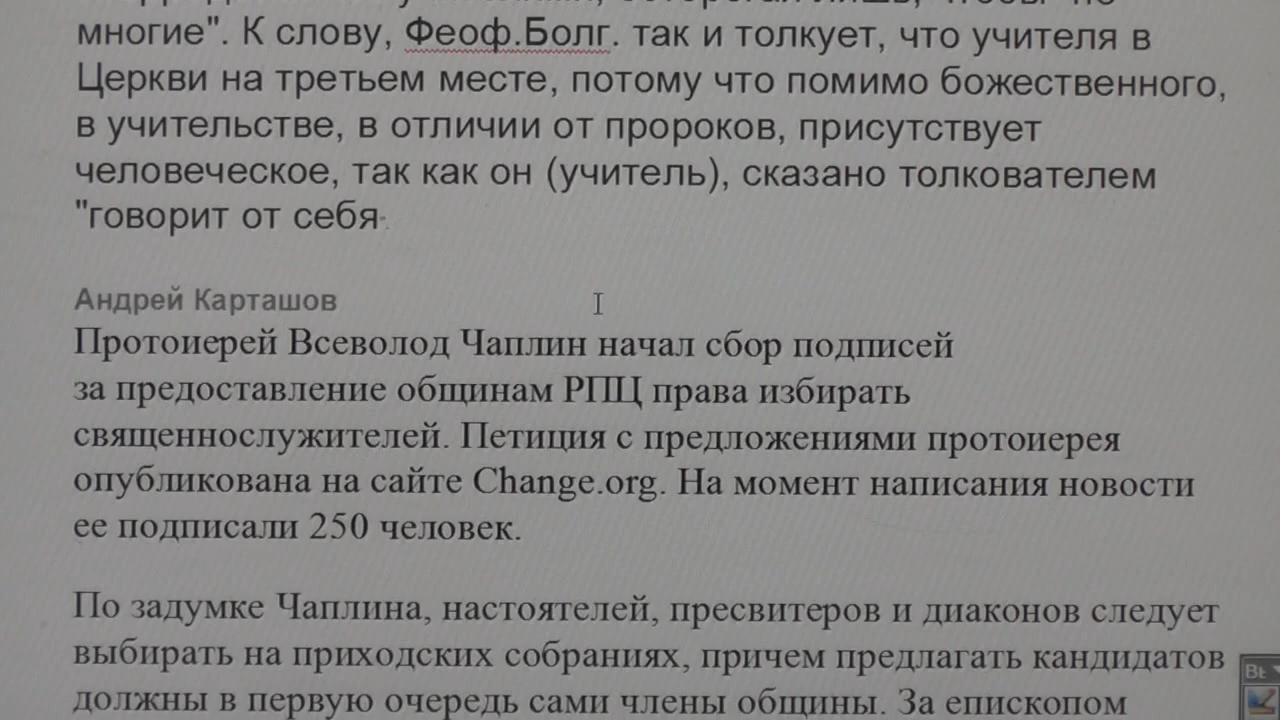 многие". К слову, Феоф.Болг. так и толкует, что учителя в
Церкви на третьем месте, потому что помимо божественного,
в учительстве, в отличии от пророков, присутствует
человеческое, так как он (учитель), сказано толкователем
"говорит от себя
Андрей Карташов
Протоиерей Всеволод Чаплин начал сбор подписей
за предоставление общинам РПЦ права избирать
священнослужителей. Петиция с предложениями протоиерея
опубликована на сайте Change.org. На момент написания новости
ее подписали 250 человек.
По задумке Чаплина, настоятелей, пресвитеров и диаконов следует
выбирать на приходских собраниях, причем предлагать кандидатов
должны в первую очередь сами члены общины. За епископом